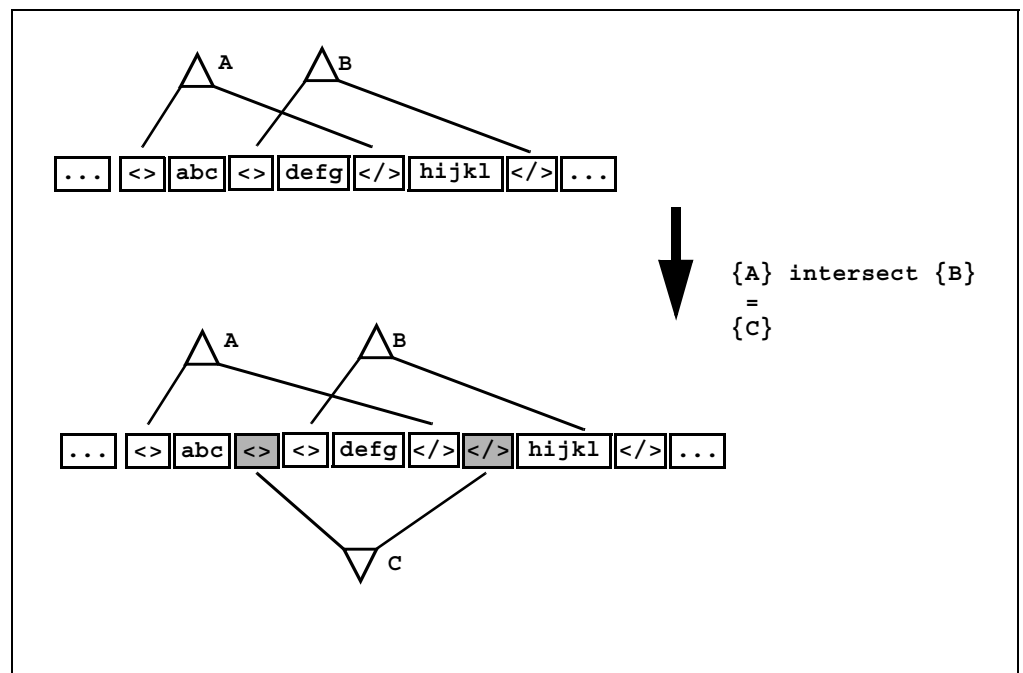 A B
... <> abc <> defg </> hijkl </> ...
{A} intersect {B}
=
{C}
A B
... <> abc <> <> defg </> </> hijkl </> ...
C